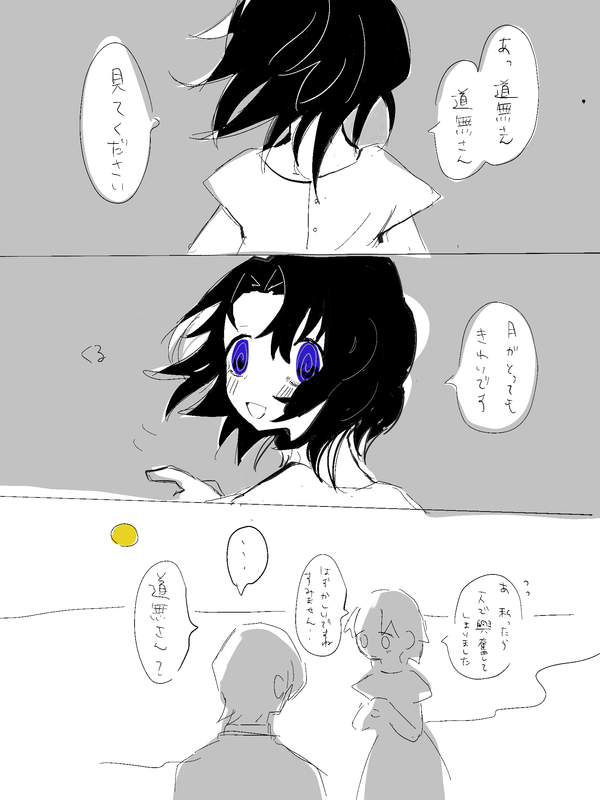 あっ 道無さん
道無さん
見てください
月がとっても
きれいです
くる
あっ 私ったら
一人で興奮して
しまりました
はずかしいですね
すみません…
…
道無さん?